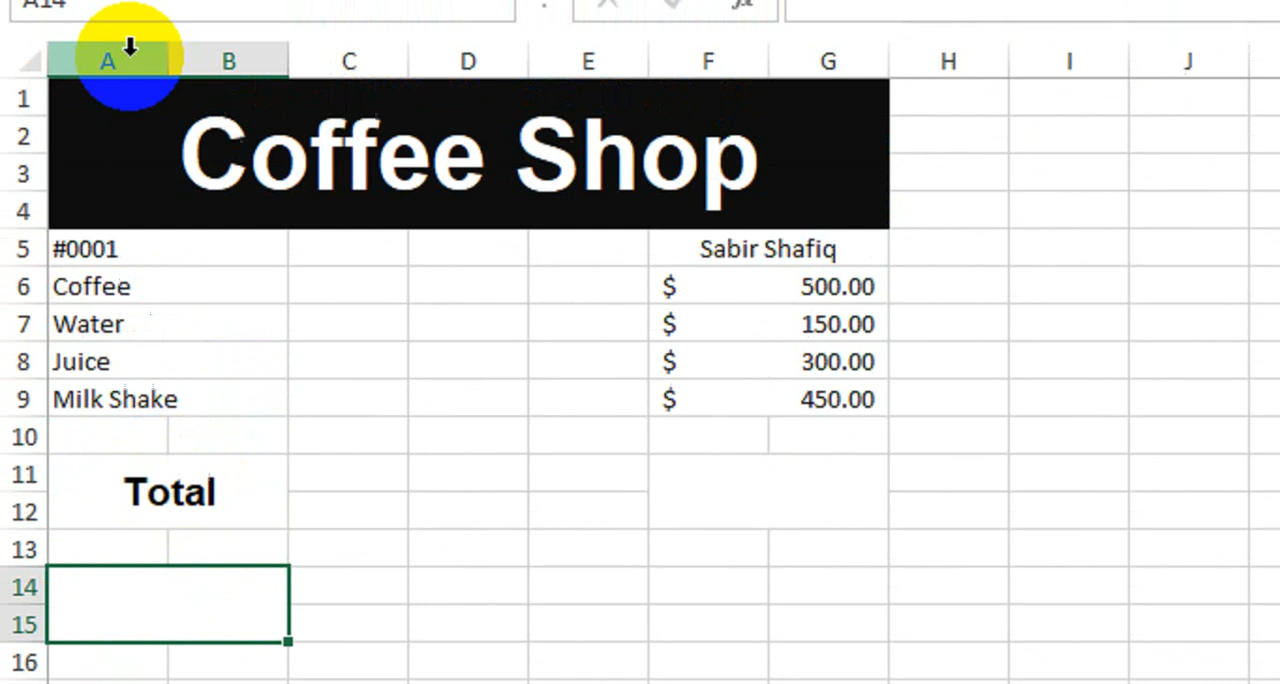 A14
A B C D E F G H I J
1
2 Coffee Shop
3
4
5 #0001 Sabir Shafiq
6 Coffee $ 500.00
7 Water $ 150.00
8 Juice $ 300.00
9 Milk Shake $ 450.00
10
11 Total
12
13
14
15
16